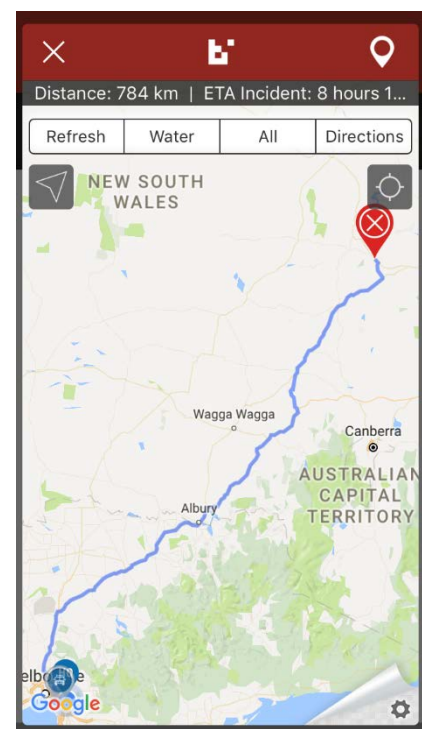 Distance: 784 km | ETA Incident: 8 hours 1...
Refresh Water All Directions
NEW SOUTH
WALES
Wagga Wagga
Canberra
AUSTRALIAN
CAPITAL
TERRITORY
Albury
Google